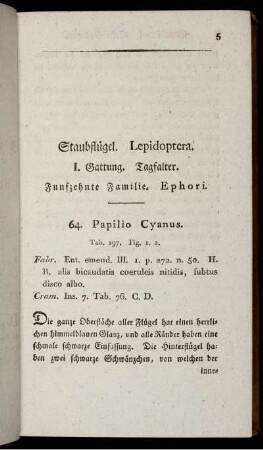 5
Staubflügel. Lepidoptera.
I. Gattung. Tagfalter.
Funfzehnte Familie. Ephori.
64. Papilio Cyanus.
Tab. 297. Fig. 1. 2.
Fabr. Ent. emend. III. 1. p. 272. n. 50. H.
R. alis bicaudatis coeruleis nitidis, subtus
disco albo.
Cram. Ins. 7. Tab. 76. C. D.
Die ganze Oberfläche aller Flügel hat einen herrli-
chen himmelblauen Glanz, und alle Ränder haben eine
schmale schwarze Einfassung. Die Hinterflügel ha-
ben zwei schwarze Schwänzchen, von welchen der
inne-